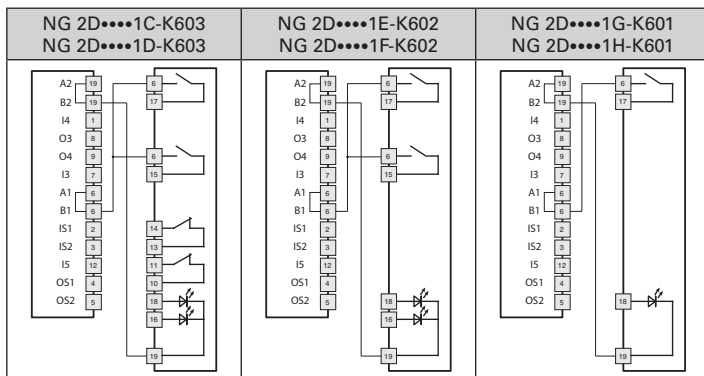 NG 2D••••1C-K603
NG 2D••••1D-K603
NG 2D••••1E-K602
NG 2D••••1F-K602
NG 2D••••1G-K601
NG 2D••••1H-K601
A2 19 6
B2 19 17
I4 1
O3 8
O4 9 6
I3 7 15
A1 6
B1 6
IS1 2 14
IS2 3 13
I5 12 11
OS1 4 10
OS2 5 18
16
19
A2 19 6
B2 19 17
I4 1
O3 8
O4 9 6
I3 7 15
A1 6
B1 6
IS1 2
IS2 3
I5 12
OS1 4
OS2 5 18
16
19
A2 19 6
B2 19 17
I4 1
O3 8
O4 9
I3 7
A1 6
B1 6
IS1 2
IS2 3
I5 12
OS1 4
OS2 5 18
19